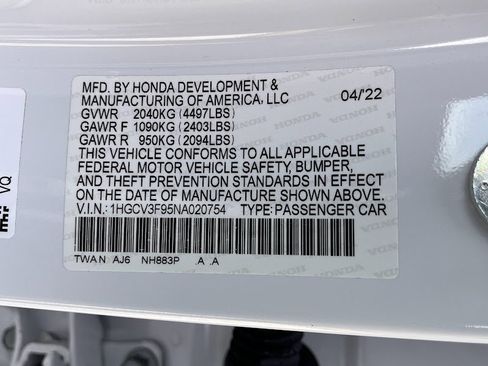 MFD. BY HONDA DEVELOPMENT &
MANUFACTURING OF AMERICA, LLC 04/22
GVWR 2040KG (4497LBS)
GAWR F 1090KG (2403LBS)
GAWR R 950KG (2094LBS)
THIS VEHICLE CONFORMS TO ALL APPLICABLE
FEDERAL MOTOR VEHICLE SAFETY, BUMPER,
AND THEFT PREVENTION STANDARDS IN EFFECT
ON THE DATE OF MANUFACTURE SHOWN ABOVE.
V.I.N.: 1HGCV3F95NA020754 TYPE:PASSENGER CAR
TWA N AJ6 NH883P .A .A
VQ